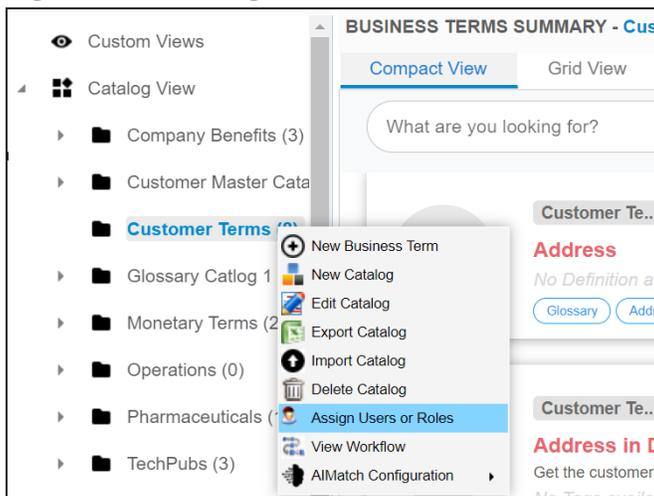 BUSINESS TERMS SUMMARY - Cus
Custom Views
Compact View Grid View
Catalog View
What are you looking for?
Company Benefits (3)
Customer Master Cata
Customer Terms
Customer Te..
New Business Term
Address
Glossary Catlog 1
New Catalog
No Definition a
Edit Catalog
Glossary Add
Monetary Terms (2
Export Catalog
Import Catalog
Operations (0)
Delete Catalog
Customer Te..
Pharmaceuticals (
Assign Users or Roles
View Workflow
Address in D
TechPubs (3)
Get the customer
AIMatch Configuration